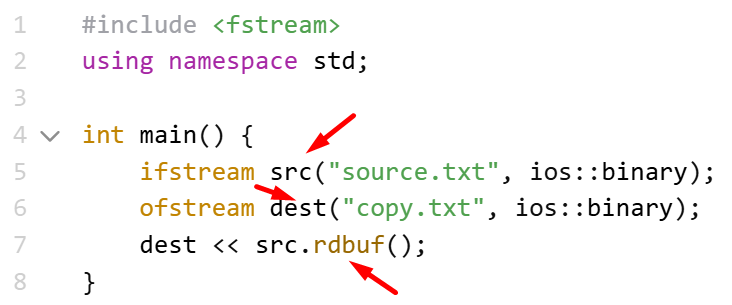 1 #include <fstream>
2 using namespace std;
3
4 int main() {
5 ifstream src("source.txt", ios::binary);
6 ofstream dest("copy.txt", ios::binary);
7 dest << src.rdbuf();
8 }